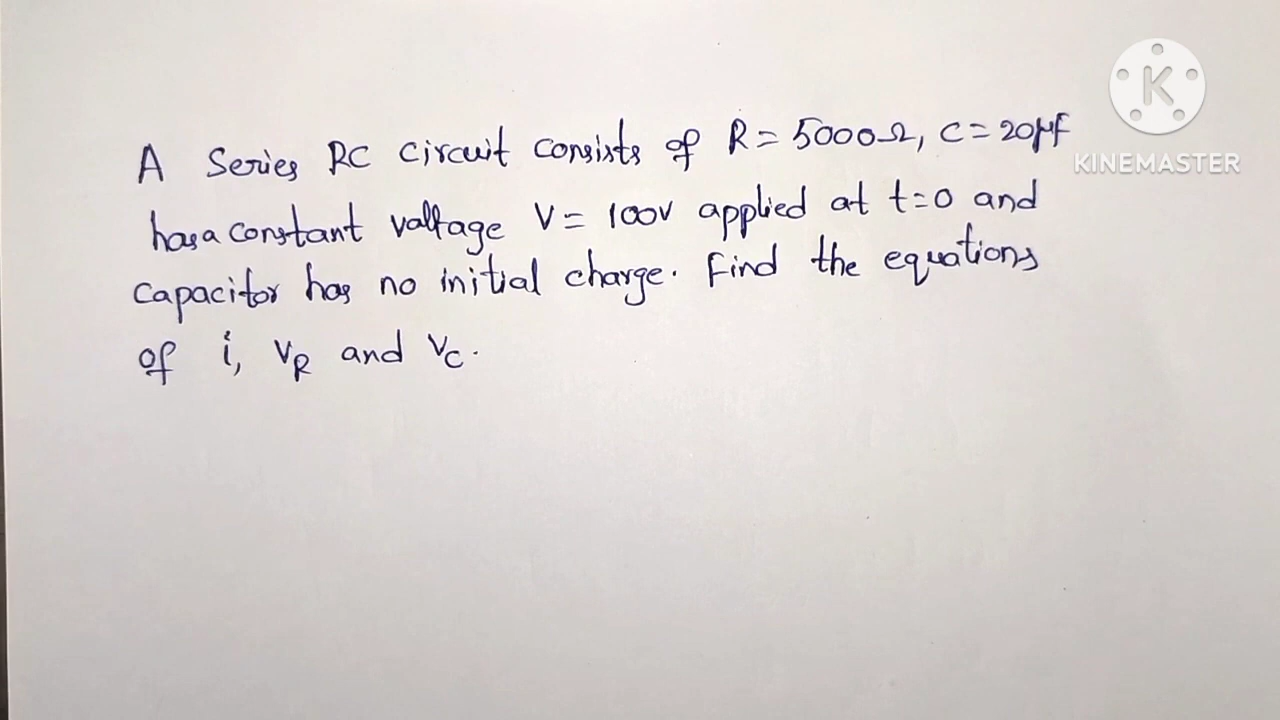 A Series RC circuit consists of R = 5000Ω, C = 20μf
has a constant valtage V = 100V applied at t=0 and
capacitor has no initial charge. Find the equations
of i, VR and VC.
K
KINEMASTER